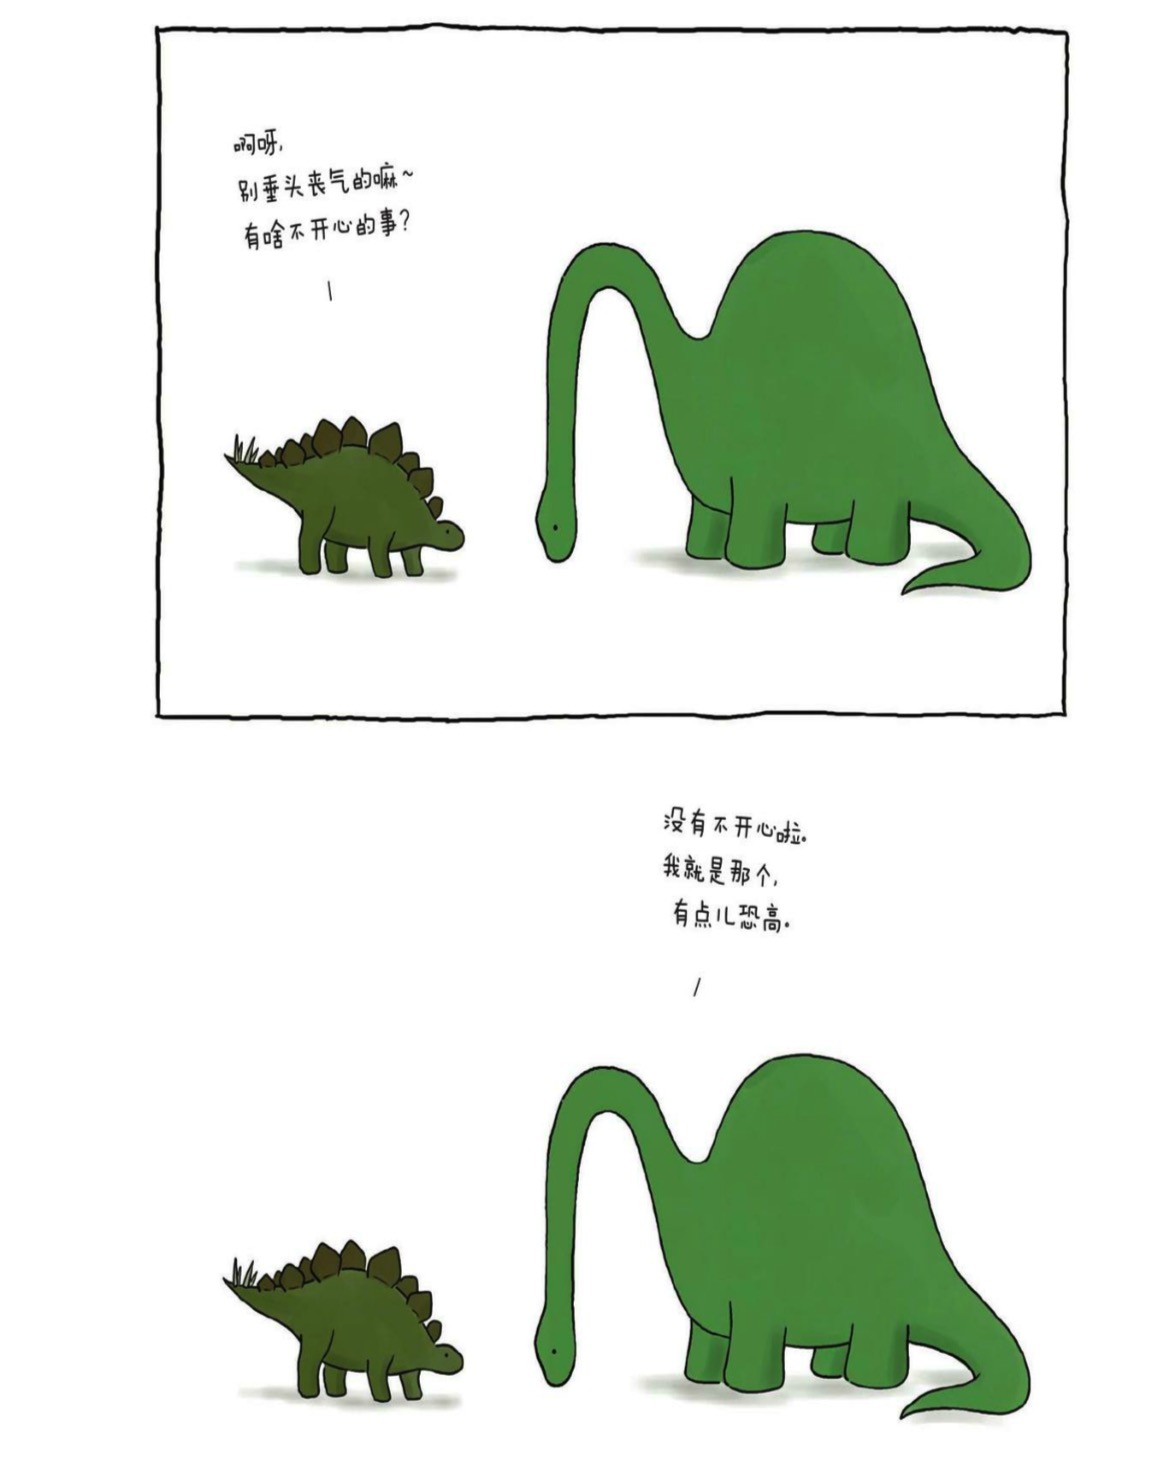 啊呀,
别垂头丧气的嘛~
有啥不开心的事?
没有不开心啦。
我就是那个,
有点儿恐高。